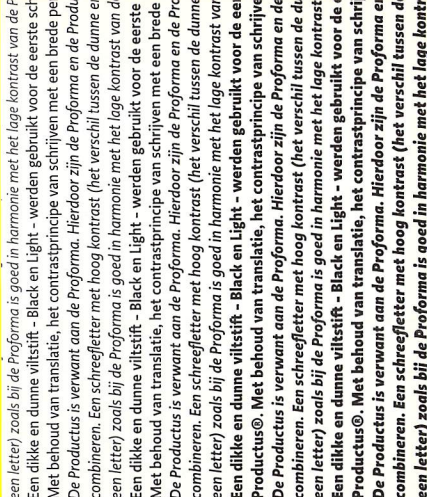 een letter) zoals bij de Proforma is goed in harmonie met het lage kontrast van de P
Een dikke en dunne viltstift – Black en Light – werden gebruikt voor de eerste sch
Met behoud van translatie, het contrastprincipe van schrijven met een brede pe
De Productus is verwant aan de Proforma. Hierdoor zijn de Proforma en de Produ
combineren. Een schreefletter met hoog kontrast (het verschil tussen de dunne en
een letter) zoals bij de Proforma is goed in harmonie met het lage kontrast van de
Een dikke en dunne viltstift – Black en Light – werden gebruikt voor de eerste
Met behoud van translatie, het contrastprincipe van schrijven met een brede
De Productus is verwant aan de Proforma. Hierdoor zijn de Proforma en de Pro
combineren. Een schreefletter met hoog kontrast (het verschil tussen de dunne
een letter) zoals bij de Proforma is goed in harmonie met het lage kontrast van
Een dikke en dunne viltstift – Black en Light – werden gebruikt voor de eer
Productus®. Met behoud van translatie, het contrastprincipe van schrijve
De Productus is verwant aan de Proforma. Hierdoor zijn de Proforma en de
combineren. Een schreefletter met hoog kontrast (het verschil tussen de du
een letter) zoals bij de Proforma is goed in harmonie met het lage kontrast
Een dikke en dunne viltstift – Black en Light – werden gebruikt voor de
Productus®. Met behoud van translatie, het contrastprincipe van schri
De Productus is verwant aan de Proforma. Hierdoor zijn de Proforma en
combineren. Een schreefletter met hoog kontrast (het verschil tussen de
een letter) zoals bij de Proforma is goed in harmonie met het lage kontr